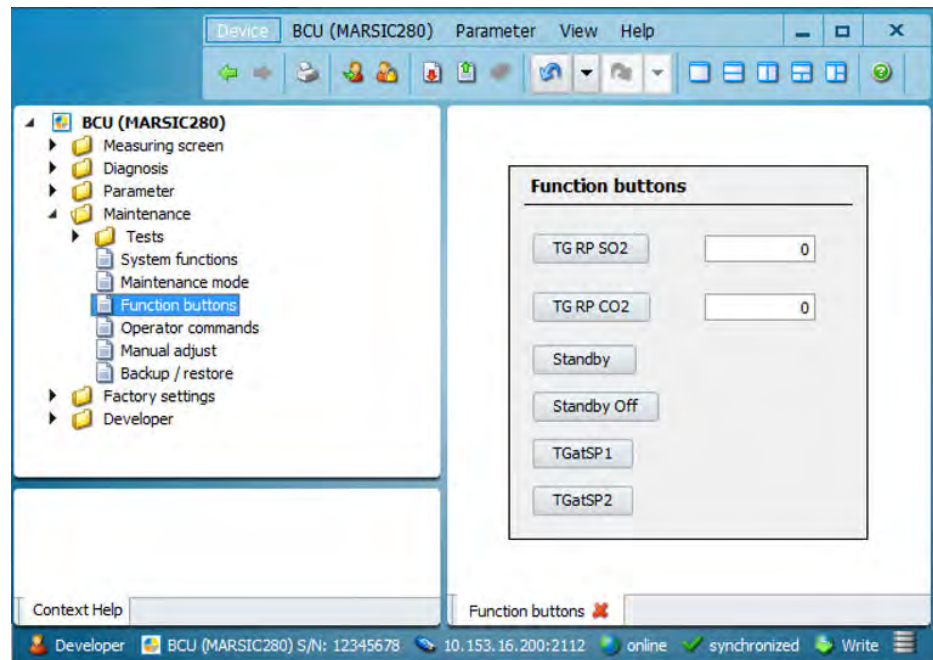 Device BCU (MARSIC280) Parameter View Help
BCU (MARSIC280)
Measuring screen
Diagnosis
Parameter
Maintenance
Tests
System functions
Maintenance mode
Function buttons
Operator commands
Manual adjust
Backup / restore
Factory settings
Developer
Context Help
Function buttons
TG RP SO2 0
TG RP CO2 0
Standby
Standby Off
TGatSP1
TGatSP2
Function buttons
Developer BCU (MARSIC280) S/N: 12345678 10.153.16.200:2112 online synchronized Write